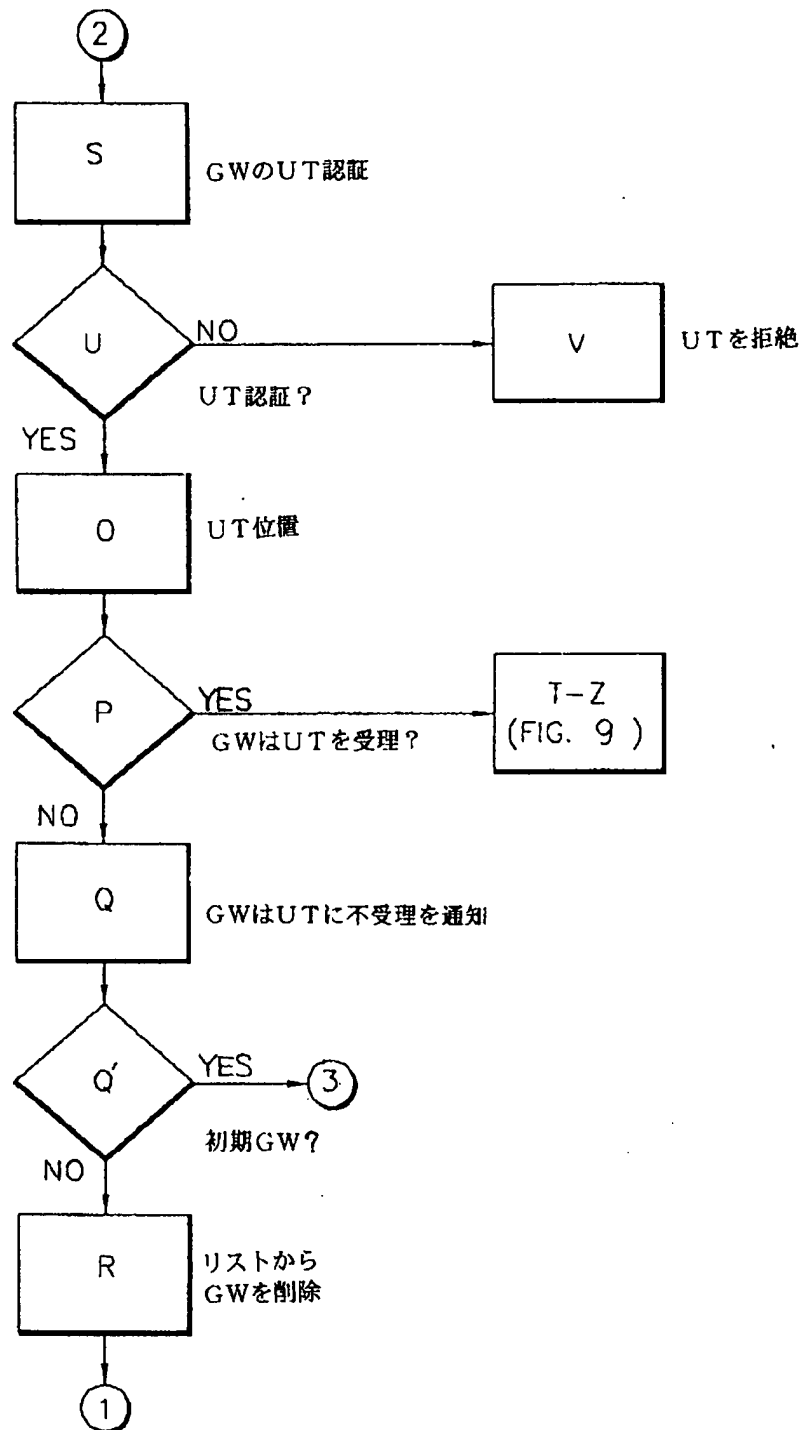 2
S
GWのUT認証
U
NO
V
UTを拒絶
UT認証？
YES
O
UT位置
P
YES
T-Z
(FIG. 9 )
GWはUTを受理？
NO
Q
GWはUTに不受理を通知
Q'
YES
3
初期GW？
NO
R
リストから
GWを削除
1